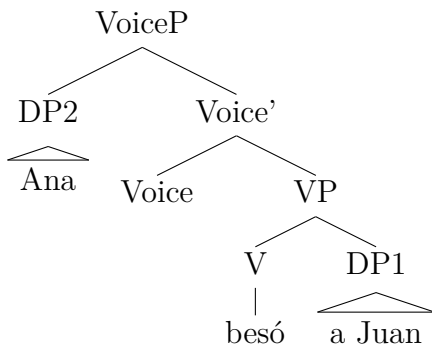 VoiceP
DP2 Voice'
Ana Voice VP
V DP1
besó a Juan